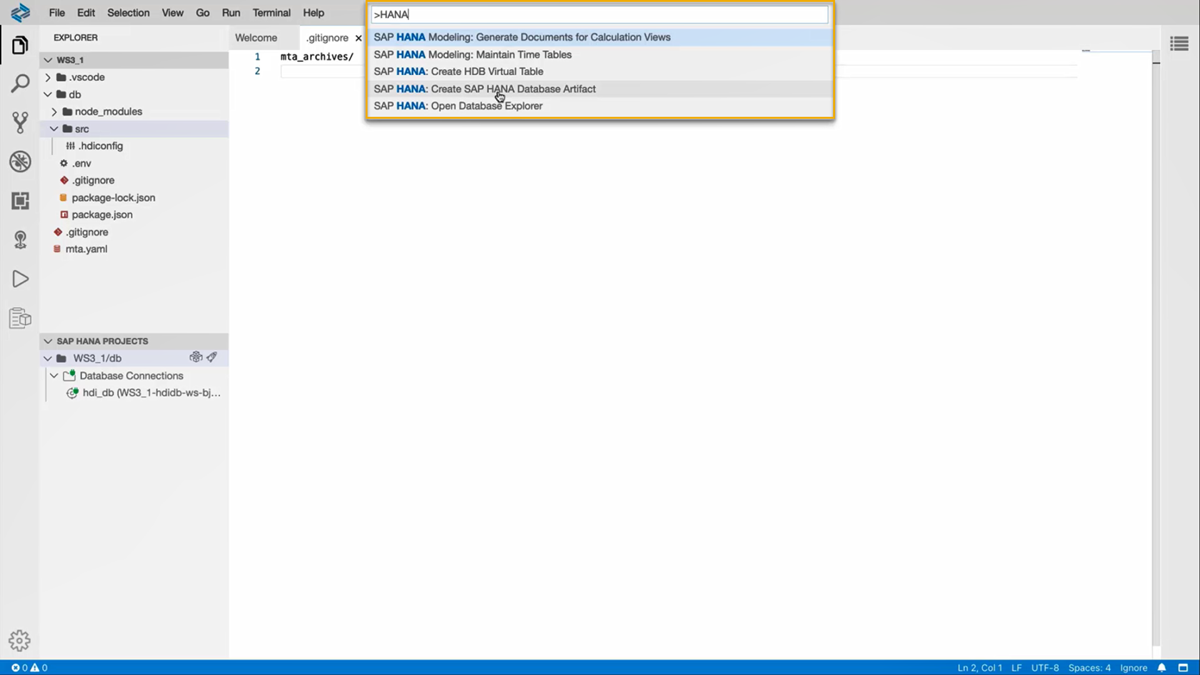 File Edit Selection View Go Run Terminal Help
>HANA
SAP HANA Modeling: Generate Documents for Calculation Views
SAP HANA Modeling: Maintain Time Tables
SAP HANA: Create HDB Virtual Table
SAP HANA: Create SAP HANA Database Artifact
SAP HANA: Open Database Explorer
EXPLORER
WS3_1
.vscode
db
node_modules
src
.hdiconfig
.env
.gitignore
package-lock.json
package.json
.gitignore
mta.yaml
SAP HANA PROJECTS
WS3_1/db
Database Connections
hdi_db (WS3_1-hdidb-ws-bj...
Welcome .gitignore ×
1 mta_archives/
2
0 0 Ln 2, Col 1 LF UTF-8 Spaces: 4 Ignore